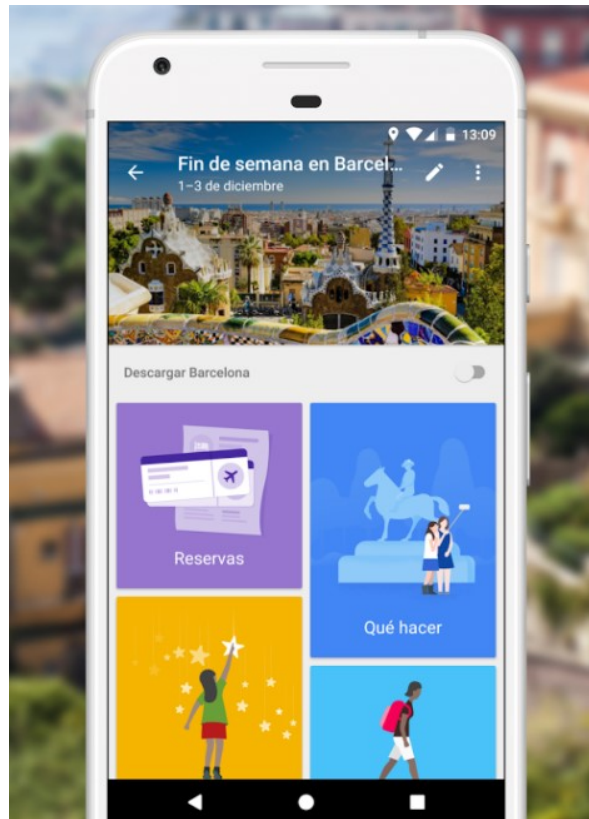 13:09
Fin de semana en Barcel...
1–3 de diciembre
Descargar Barcelona
Reservas
Qué hacer